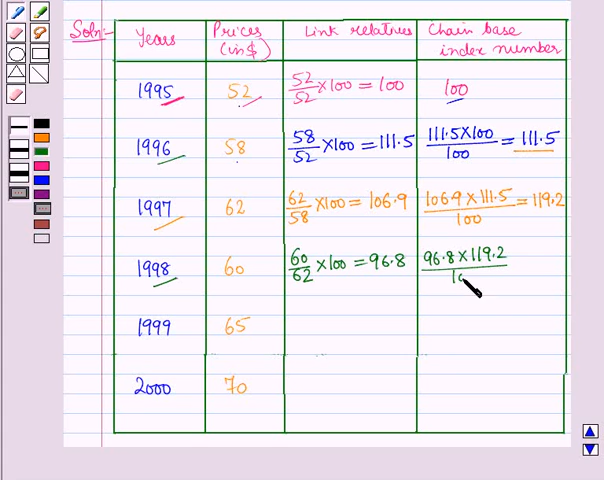 Soln:- Years Prices (in $) Link relatives Chain base index number
1995 52 52/52 × 100 = 100 100
1996 58 58/52 × 100 = 111.5 111.5 × 100/100 = 111.5
1997 62 62/58 × 100 = 106.9 106.9 × 111.5/100 = 119.2
1998 60 60/62 × 100 = 96.8 96.8 × 119.2/10
1999 65
2000 70